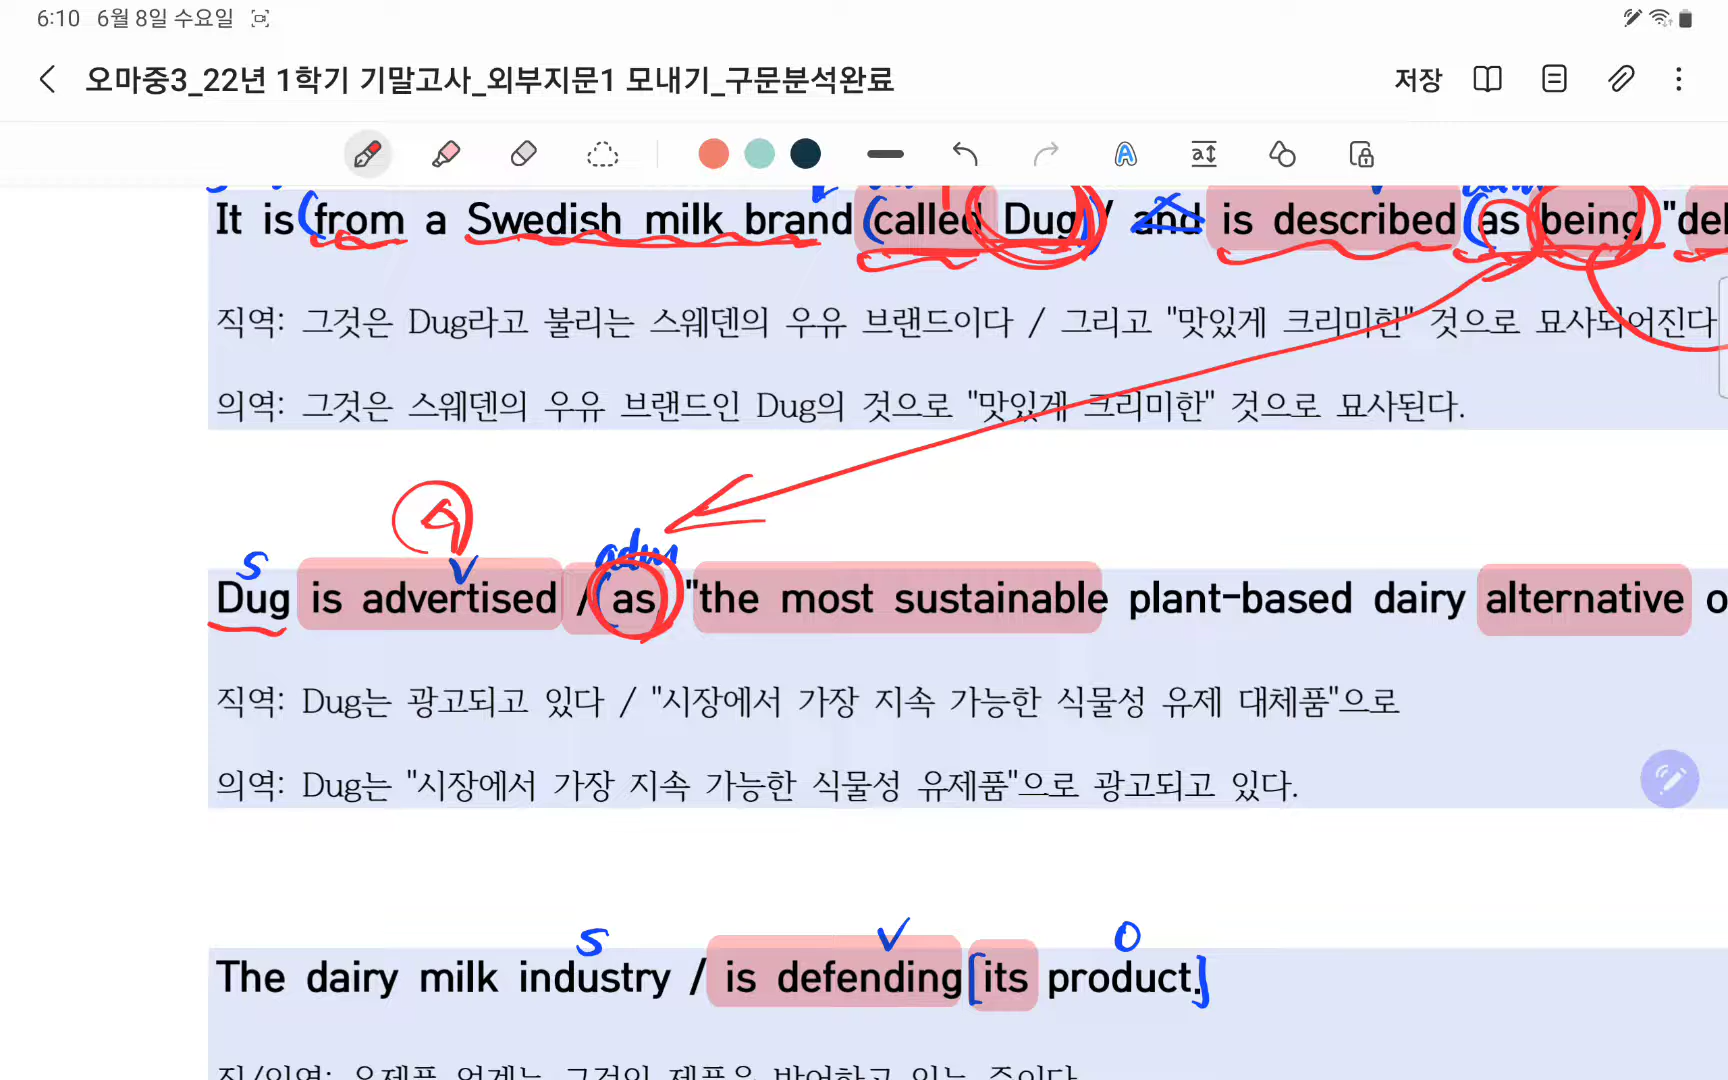 6:10 6월 8일 수요일
오마중3_22년 1학기 기말고사_외부지문1 모내기_구문분석완료
저장
It is (from a Swedish milk brand (called Dug) / and is described (as being "del
직역: 그것은 Dug라고 불리는 스웨덴의 우유 브랜드이다 / 그리고 "맛있게 크리미한" 것으로 묘사되어진다
의역: 그것은 스웨덴의 우유 브랜드인 Dug의 것으로 "맛있게 크리미한" 것으로 묘사된다.
S V
Dug is advertised / (as "the most sustainable plant-based dairy alternative o
직역: Dug는 광고되고 있다 / "시장에서 가장 지속 가능한 식물성 유제 대체품"으로
의역: Dug는 "시장에서 가장 지속 가능한 식물성 유제품"으로 광고되고 있다.
S V O
The dairy milk industry / is defending [its product.]